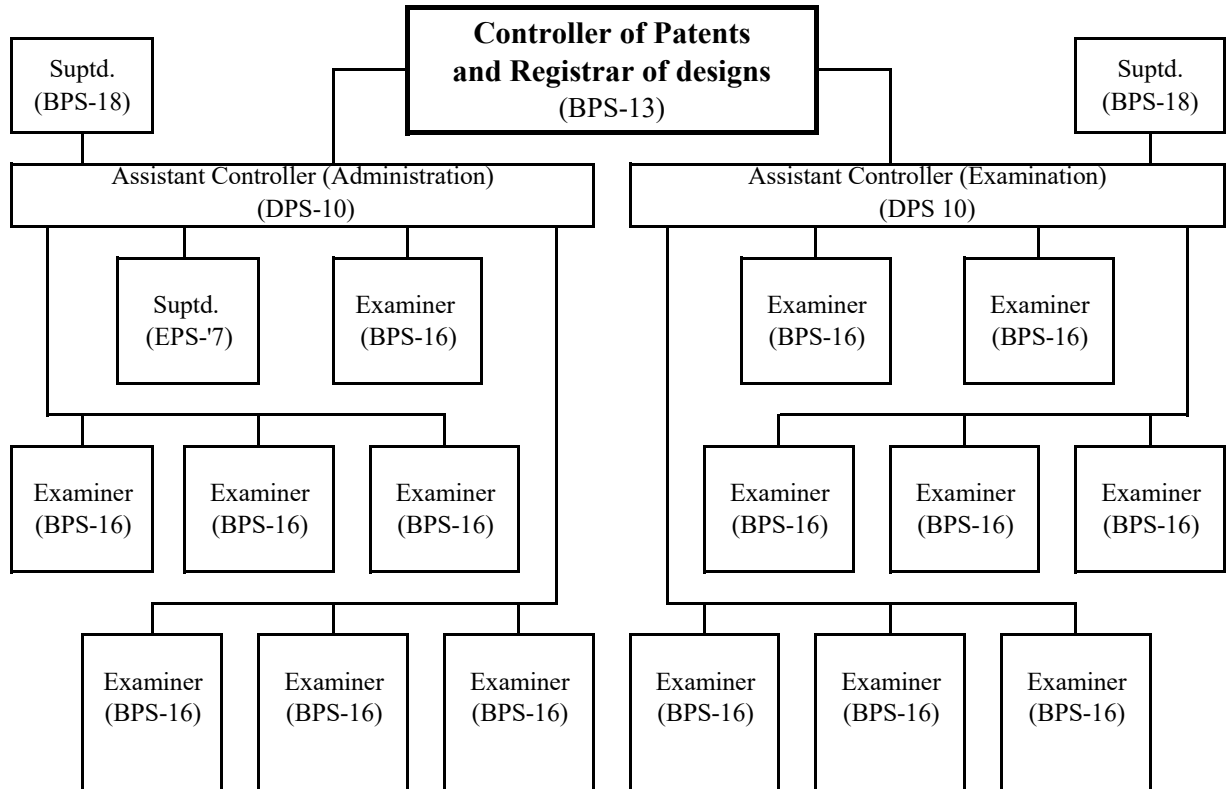 Controller of Patents
and Registrar of designs
(BPS-13)
Suptd.
(BPS-18)
Suptd.
(BPS-18)
Assistant Controller (Administration)
(DPS-10)
Assistant Controller (Examination)
(DPS 10)
Suptd.
(EPS-'7)
Examiner
(BPS-16)
Examiner
(BPS-16)
Examiner
(BPS-16)
Examiner
(BPS-16)
Examiner
(BPS-16)
Examiner
(BPS-16)
Examiner
(BPS-16)
Examiner
(BPS-16)
Examiner
(BPS-16)
Examiner
(BPS-16)
Examiner
(BPS-16)
Examiner
(BPS-16)
Examiner
(BPS-16)
Examiner
(BPS-16)
Examiner
(BPS-16)